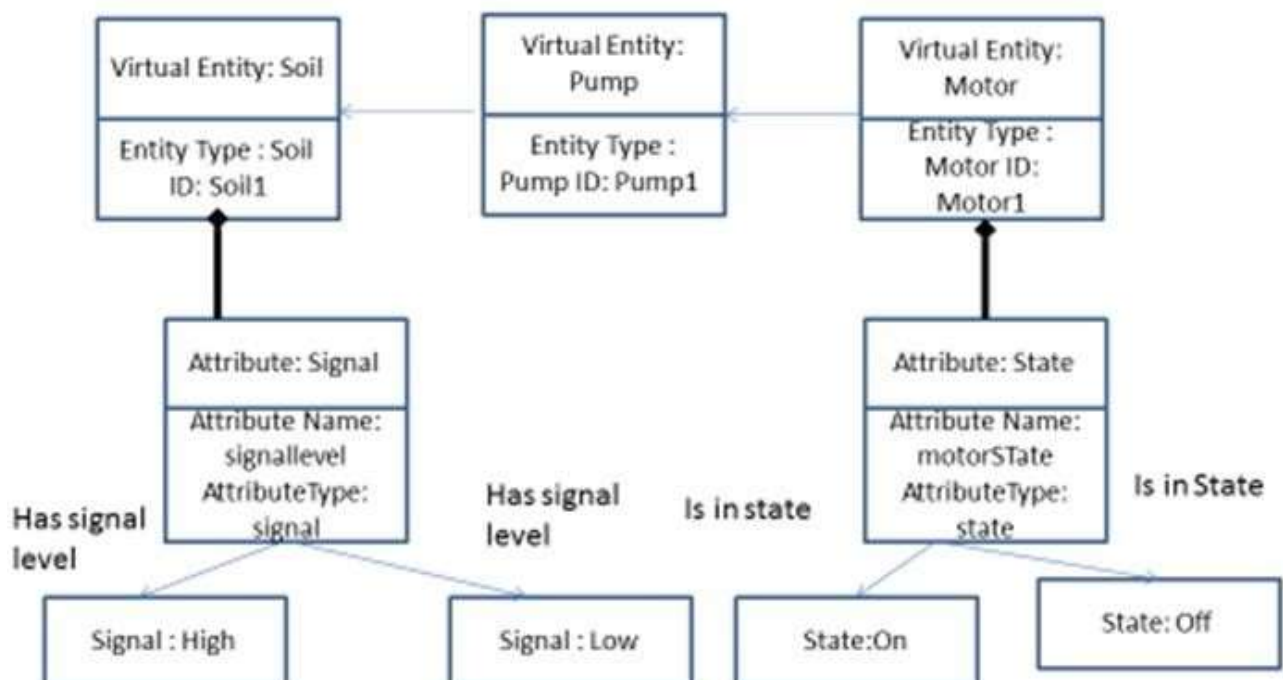 Virtual Entity: Soil
Entity Type : Soil
ID: Soil1
Virtual Entity:
Pump
Entity Type :
Pump ID: Pump1
Virtual Entity:
Motor
Entity Type :
Motor ID:
Motor1
Attribute: Signal
Attribute Name:
signallevel
AttributeType:
signal
Attribute: State
Attribute Name:
motorSTate
AttributeType:
state
Has signal
level
Has signal
level
Is in state
Is in State
Signal : High
Signal : Low
State:On
State: Off